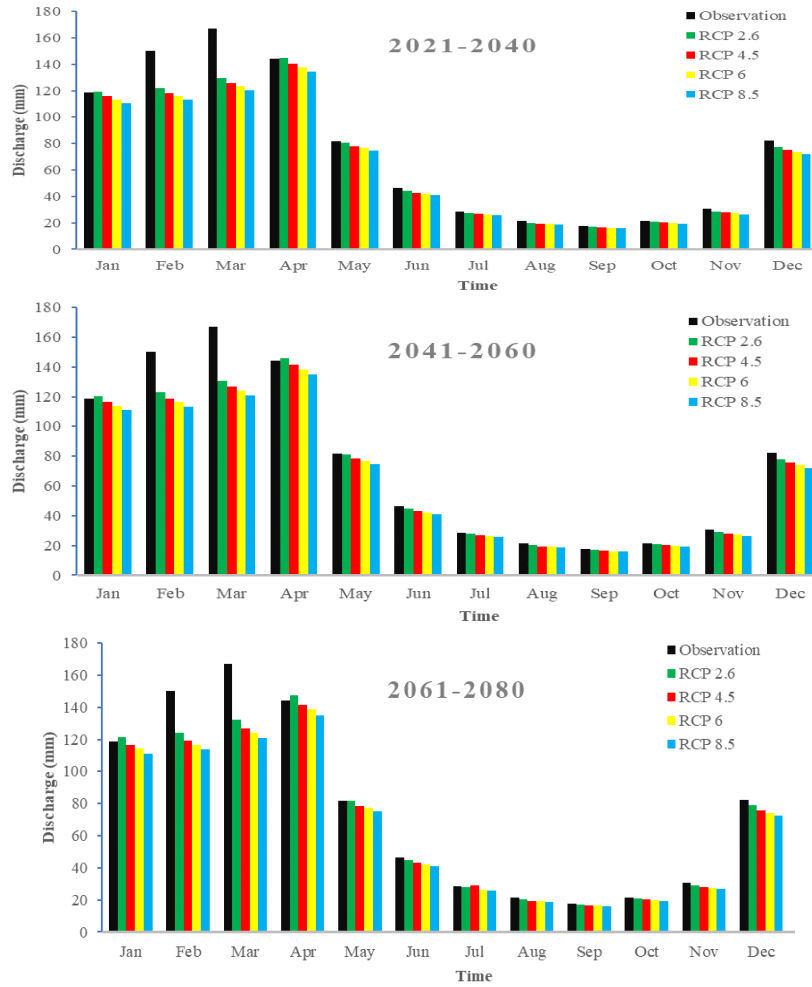 2021-2040
Observation
RCP 2.6
RCP 4.5
RCP 6
RCP 8.5
Discharge (mm)
180
160
140
120
100
80
60
40
20
0
Jan Feb Mar Apr May Jun Jul Aug Sep Oct Nov Dec
Time
2041-2060
Observation
RCP 2.6
RCP 4.5
RCP 6
RCP 8.5
Discharge (mm)
180
160
140
120
100
80
60
40
20
0
Jan Feb Mar Apr May Jun Jul Aug Sep Oct Nov Dec
Time
2061-2080
Observation
RCP 2.6
RCP 4.5
RCP 6
RCP 8.5
Discharge (mm)
180
160
140
120
100
80
60
40
20
0
Jan Feb Mar Apr May Jun Jul Aug Sep Oct Nov Dec
Time